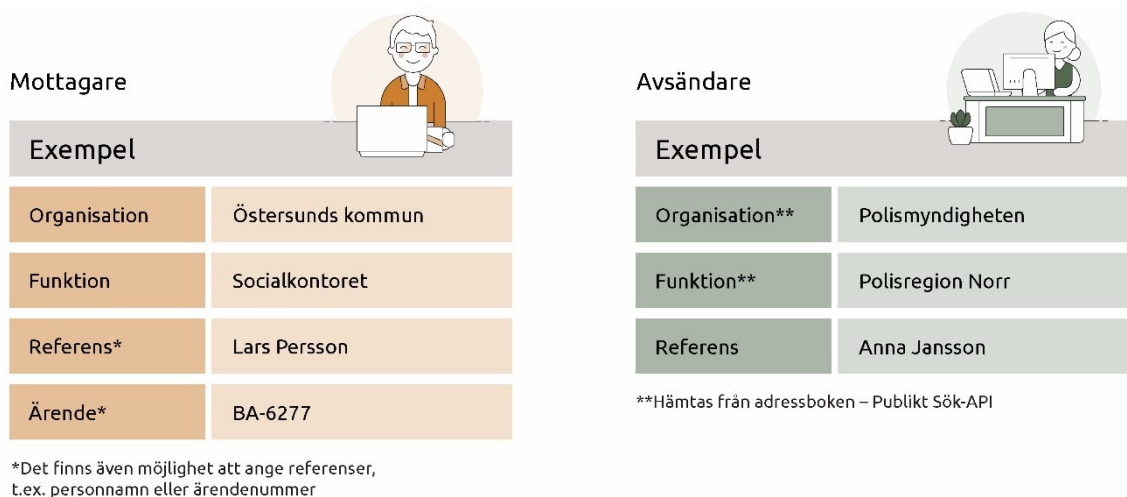 Mottagare
Exempel
Organisation Östersunds kommun
Funktion Socialkontoret
Referens* Lars Persson
Ärende* BA-6277
*Det finns även möjlighet att ange referenser,
t.ex. personnamn eller ärendenummer
Avsändare
Exempel
Organisation** Polismyndigheten
Funktion** Polisregion Norr
Referens Anna Jansson
**Hämtas från adressboken – Publikt Sök-API